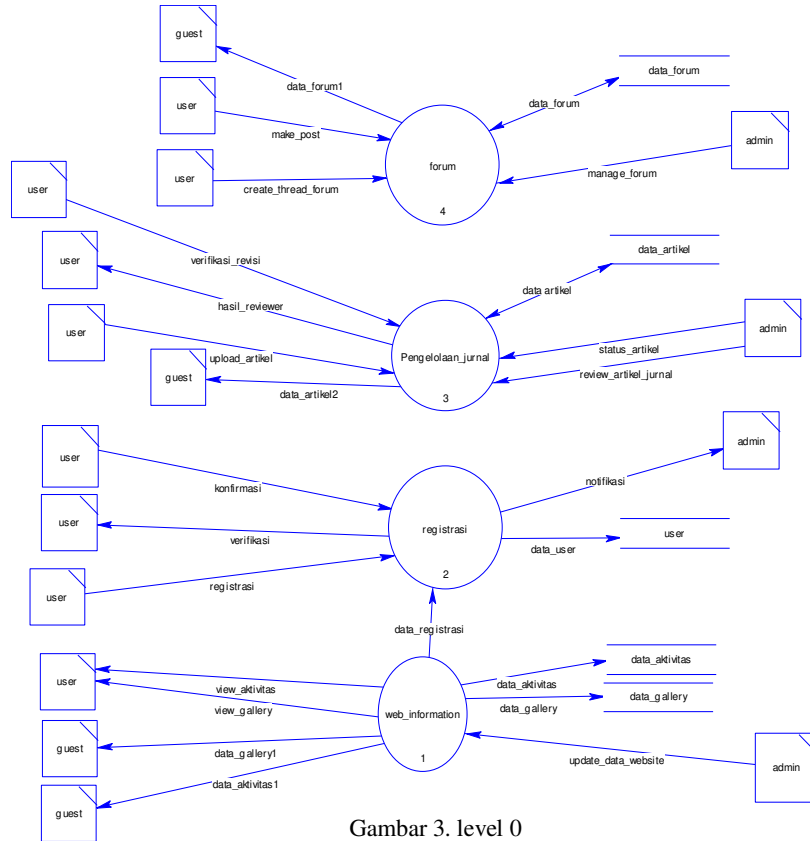 guest
data_forum1
data_forum
data_forum
user
make_post
admin
forum
manage_forum
user
create_thread_forum
4
user
verifikasi_revisi
data_artikel
user
data artikel
hasil_reviewer
admin
user
upload_artikel
Pengelolaan_jurnal
status_artikel
guest
review_artikel_jurnal
data_artikel2
3
user
konfirmasi
admin
notifikasi
user
verifikasi
registrasi
user
data_user
2
user
registrasi
data_registrasi
user
view_aktivitas
view_gallery
data_aktivitas
data_aktivitas
data_gallery
data_gallery
web_information
guest
data_gallery1
1
update_data_website
admin
guest
data_aktivitas1
Gambar 3. level 0